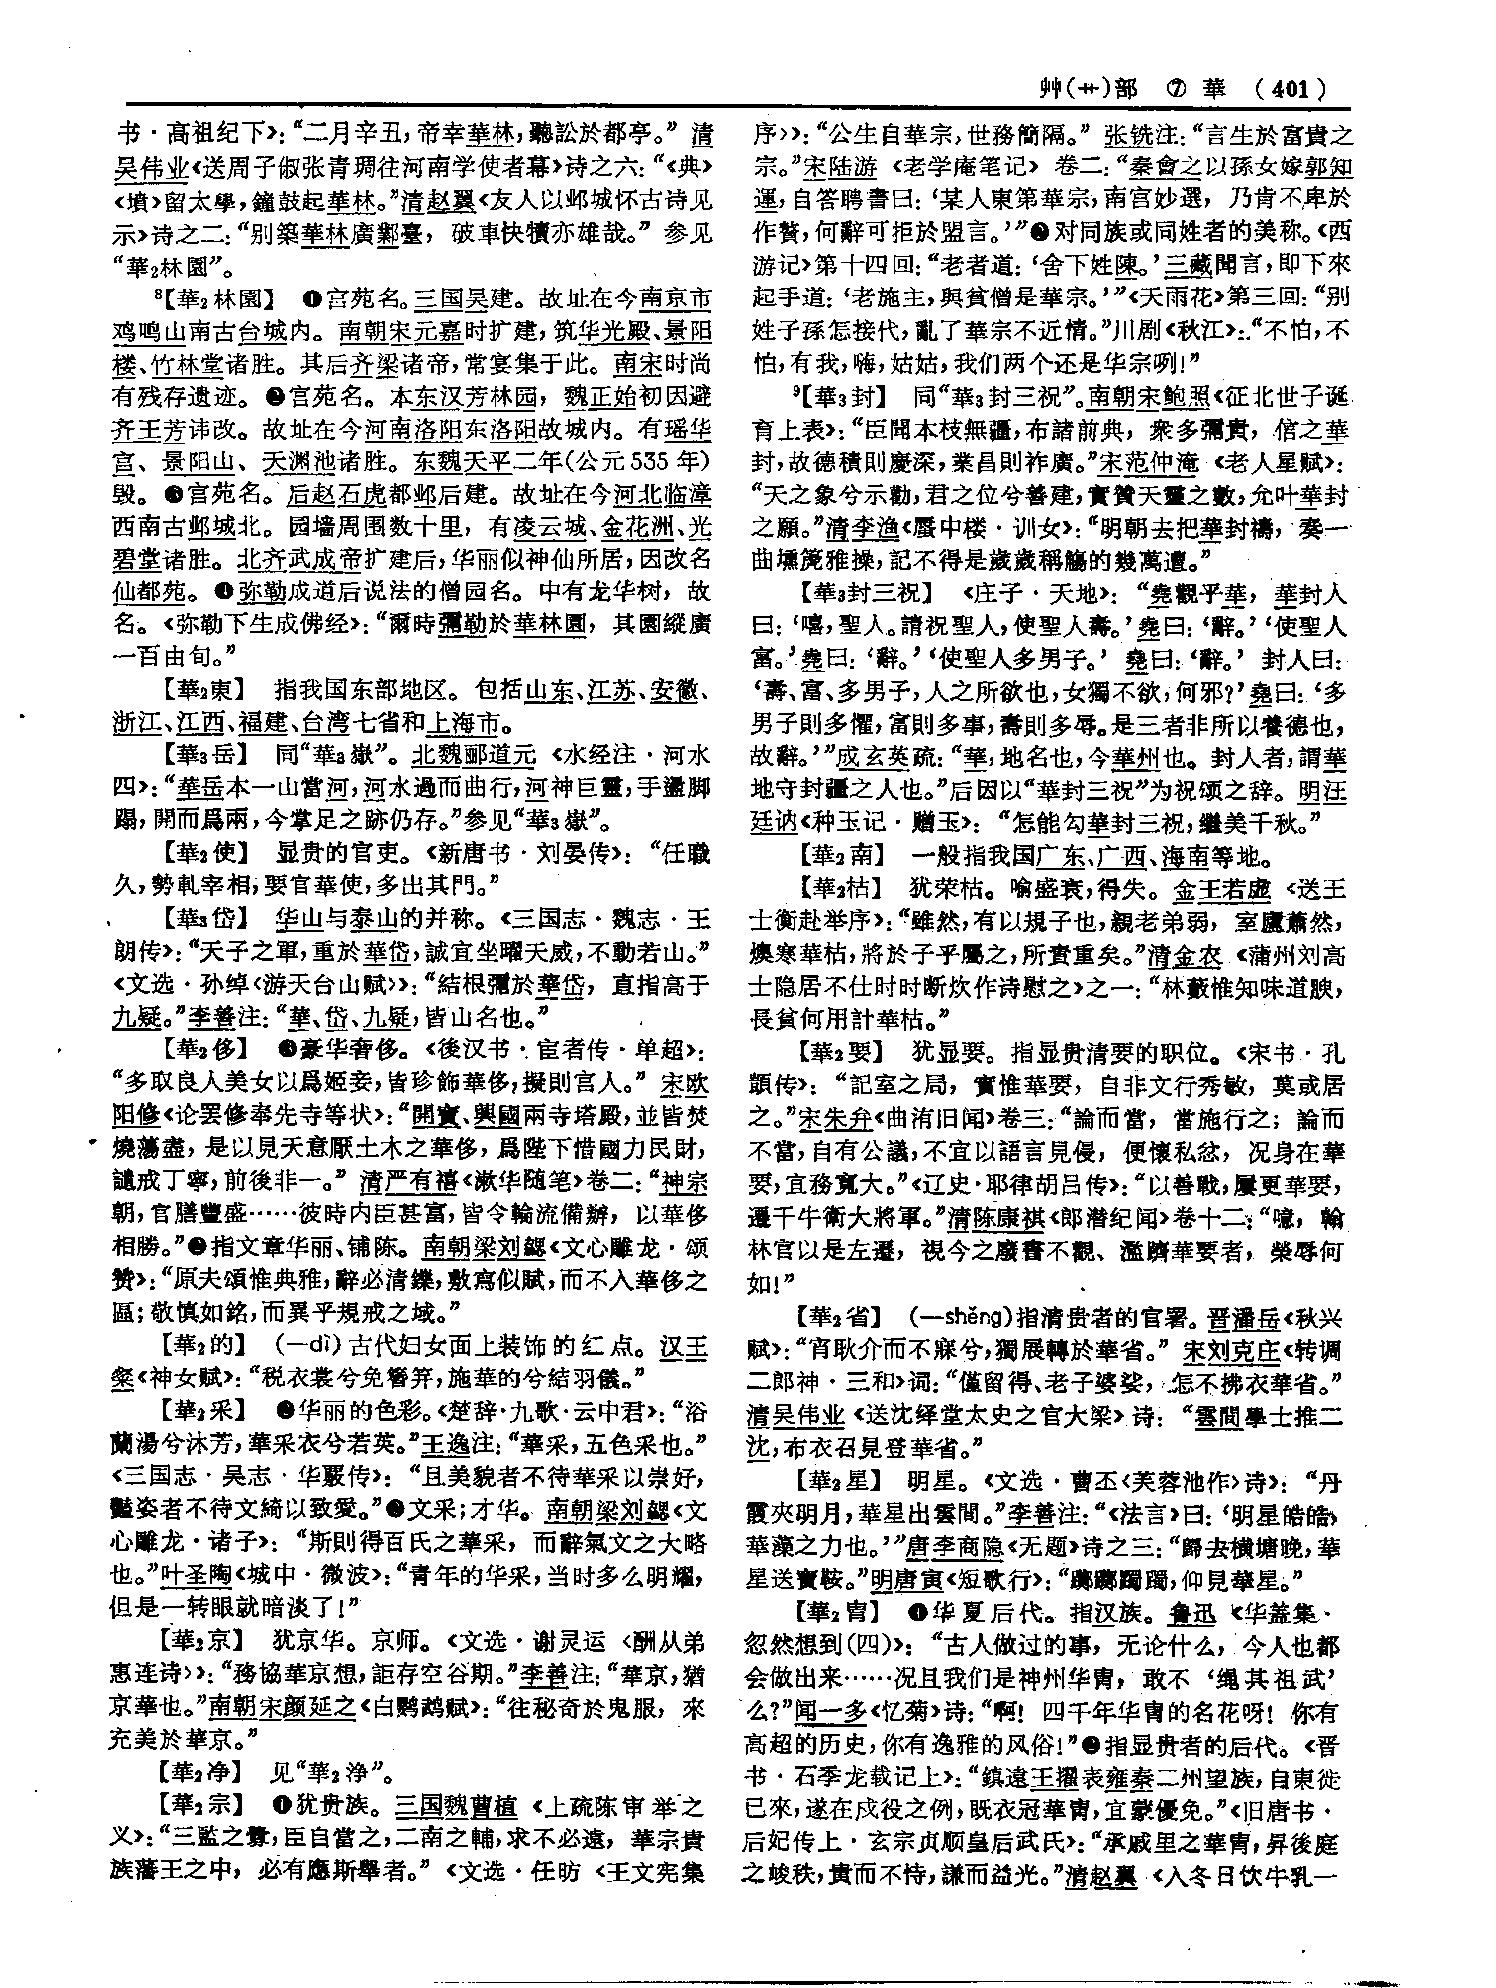 艸(艹)部 ⑦ 華 (401)
书·高祖纪下》：“二月辛丑，帝幸華林，聽訟於都亭。” 清
吴伟业《送周子俶张青琱往河南学使者幕》诗之六：“《典》
《墳》留太學，鐘鼓起華林。”清赵翼《友人以邺城怀古诗见
示》诗之二：“别築華林廣鄴臺，破車快犢亦雄哉。” 参见
“華₂林園”。
⁸【華₂林園】 ❶宫苑名。三国吴建。故址在今南京市
鸡鸣山南古台城内。南朝宋元嘉时扩建，筑华光殿、景阳
楼、竹林堂诸胜。其后齐梁诸帝，常宴集于此。南宋时尚
有残存遗迹。❷宫苑名。本东汉芳林园，魏正始初因避
齐王芳讳改。故址在今河南洛阳东洛阳故城内。有瑶华
宫、景阳山、天渊池诸胜。东魏天平二年(公元535年)
毁。❸宫苑名。后赵石虎都邺后建。故址在今河北临漳
西南古邺城北。园墙周围数十里，有凌云城、金花洲、光
碧堂诸胜。北齐武成帝扩建后，华丽似神仙所居，因改名
仙都苑。❹弥勒成道后说法的僧园名。中有龙华树，故
名。《弥勒下生成佛经》：“爾時彌勒於華林園，其園縱廣
一百由旬。”
【華₂東】 指我国东部地区。包括山东、江苏、安徽、
浙江、江西、福建、台湾七省和上海市。
【華₃岳】 同“華₃嶽”。北魏郦道元《水经注·河水
四》：“華岳本一山當河，河水過而曲行，河神巨靈，手盪脚
蹋，開而爲兩，今掌足之跡仍存。”参见“華₃嶽”。
【華₂使】 显贵的官吏。《新唐书·刘晏传》：“任職
久，勢軋宰相，要官華使，多出其門。”
【華₃岱】 华山与泰山的并称。《三国志·魏志·王
朗传》：“天子之軍，重於華岱，誠宜坐曜天威，不動若山。”
《文选·孙绰〈游天台山赋〉》：“結根彌於華岱，直指高于
九疑。”李善注：“華、岱、九疑，皆山名也。”
【華₂侈】 ❶豪华奢侈。《後汉书·宦者传·单超》：
“多取良人美女以爲姬妾，皆珍飾華侈，擬則宫人。” 宋欧
阳修《论罢修奉先寺等状》：“開寶、興國兩寺塔殿，並皆焚
燒蕩盡，是以見天意厭土木之華侈，爲陛下惜國力民財，
譴戒丁寧，前後非一。” 清严有禧《漱华随笔》卷二：“神宗
朝，官膳豐盛……彼時内臣甚富，皆令輪流備辦，以華侈
相勝。”❷指文章华丽、铺陈。南朝梁刘勰《文心雕龙·颂
赞》：“原夫頌惟典雅，辭必清鑠，敷寫似賦，而不入華侈之
區；敬慎如銘，而異乎規戒之域。”
【華₂的】 (—dì)古代妇女面上装饰的红点。汉王
粲《神女赋》：“税衣裳兮免簪笄，施華的兮結羽儀。”
【華₂采】 ❶华丽的色彩。《楚辞·九歌·云中君》：“浴
蘭湯兮沐芳，華采衣兮若英。”王逸注：“華采，五色采也。”
《三国志·吴志·华覈传》：“且美貌者不待華采以崇好，
豔姿者不待文綺以致愛。”❷文采；才华。南朝梁刘勰《文
心雕龙·诸子》：“斯則得百氏之華采，而辭氣文之大略
也。”叶圣陶《城中·微波》：“青年的华采，当时多么明耀，
但是一转眼就暗淡了！”
【華₂京】 犹京华。京师。《文选·谢灵运〈酬从弟
惠连诗〉》：“務協華京想，詎存空谷期。”李善注：“華京，猶
京華也。”南朝宋颜延之《白鹦鹉赋》：“往秘奇於鬼服，來
充美於華京。”
【華₂净】 见“華₂浄”。
【華₂宗】 ❶犹贵族。三国魏曹植《上疏陈审举之
义》：“三監之釁，臣自當之，二南之輔，求不必遠，華宗貴
族藩王之中，必有應斯舉者。” 《文选·任昉〈王文宪集
序〉》：“公生自華宗，世務簡隔。” 张铣注：“言生於富貴之
宗。”宋陆游《老学庵笔记》卷二：“秦會之以孫女嫁郭知
運，自答聘書曰：‘某人東第華宗，南宫妙選，乃肯不卑於
作贅，何辭可拒於盟言。’”❷对同族或同姓者的美称。《西
游记》第十四回：“老者道：‘舍下姓陳。’三藏聞言，即下來
起手道：‘老施主，與貧僧是華宗。’”《天雨花》第三回：“别
姓子孫怎接代，亂了華宗不近情。”川剧《秋江》：“不怕，不
怕，有我，嗨，姑姑，我们两个还是华宗咧！”
⁹【華₃封】 同“華₃封三祝”。南朝宋鲍照《征北世子诞
育上表》：“臣聞本枝無疆，布諸前典，衆多彌貴，信之華
封，故德積則慶深，業昌則祚廣。”宋范仲淹《老人星赋》：
“天之象兮示勸，君之位兮善建，實贊天靈之數，允叶華封
之願。”清李渔《蜃中楼·训女》：“明朝去把華封禱，奏一
曲壎篪雅操，記不得是歲歲稱觴的幾萬遭。”
【華₃封三祝】 《庄子·天地》：“堯觀乎華，華封人
曰：‘嘻，聖人。請祝聖人，使聖人壽。’堯曰：‘辭。’‘使聖人
富。’堯曰：‘辭。’‘使聖人多男子。’ 堯曰：‘辭。’ 封人曰：
‘壽、富、多男子，人之所欲也，女獨不欲，何邪？’堯曰：‘多
男子則多懼，富則多事，壽則多辱。是三者非所以養德也，
故辭。’”成玄英疏：“華，地名也，今華州也。封人者，謂華
地守封疆之人也。”后因以“華封三祝”为祝颂之辞。明汪
廷讷《种玉记·赠玉》：“怎能勾華封三祝，繼美千秋。”
【華₂南】 一般指我国广东、广西、海南等地。
【華₂枯】 犹荣枯。喻盛衰，得失。金王若虚《送王
士衡赴举序》：“雖然，有以規子也，親老弟弱，室廬蕭然，
燠寒華枯，將於子乎屬之，所責重矣。”清金农《蒲州刘高
士隐居不仕时时断炊作诗慰之》之一：“林藪惟知味道腴，
長貧何用計華枯。”
【華₂要】 犹显要。指显贵清要的职位。《宋书·孔
顗传》：“記室之局，實惟華要，自非文行秀敏，莫或居
之。”宋朱弁《曲洧旧闻》卷三：“論而當，當施行之；論而
不當，自有公議，不宜以語言見侵，便懷私忿，况身在華
要，宜務寬大。”《辽史·耶律胡吕传》：“以善戰，屢更華要，
遷千牛衛大將軍。”清陈康祺《郎潜纪闻》卷十二：“噫，翰
林官以是左遷，視今之廢書不觀、濫躋華要者，榮辱何
如！”
【華₂省】 (—shěng)指清贵者的官署。晋潘岳《秋兴
赋》：“宵耿介而不寐兮，獨展轉於華省。” 宋刘克庄《转调
二郎神·三和》词：“僅留得、老子婆娑，怎不拂衣華省。”
清吴伟业《送沈绎堂太史之官大梁》诗：“雲間學士推二
沈，布衣召見登華省。”
【華₂星】 明星。《文选·曹丕〈芙蓉池作〉诗》：“丹
霞夾明月，華星出雲間。”李善注：“《法言》曰：‘明星皓皓，
華藻之力也。’”唐李商隐《无题》诗之三：“歸去横塘晚，華
星送寶鞍。”明唐寅《短歌行》：“躑躑躅躅，仰見華星。”
【華₂胄】 ❶华夏后代。指汉族。鲁迅《华盖集·
忽然想到(四)》：“古人做过的事，无论什么，今人也都
会做出来……况且我们是神州华胄，敢不‘绳其祖武’
么？”闻一多《忆菊》诗：“啊！四千年华胄的名花呀！你有
高超的历史，你有逸雅的风俗！”❷指显贵者的后代。《晋
书·石季龙载记上》：“鎮遠王擢表雍秦二州望族，自東徙
已來，遂在戍役之例，既衣冠華胄，宜蒙優免。”《旧唐书·
后妃传上·玄宗贞顺皇后武氏》：“承戚里之華胄，昇後庭
之峻秩，貴而不恃，謙而益光。”清赵翼《入冬日饮牛乳一